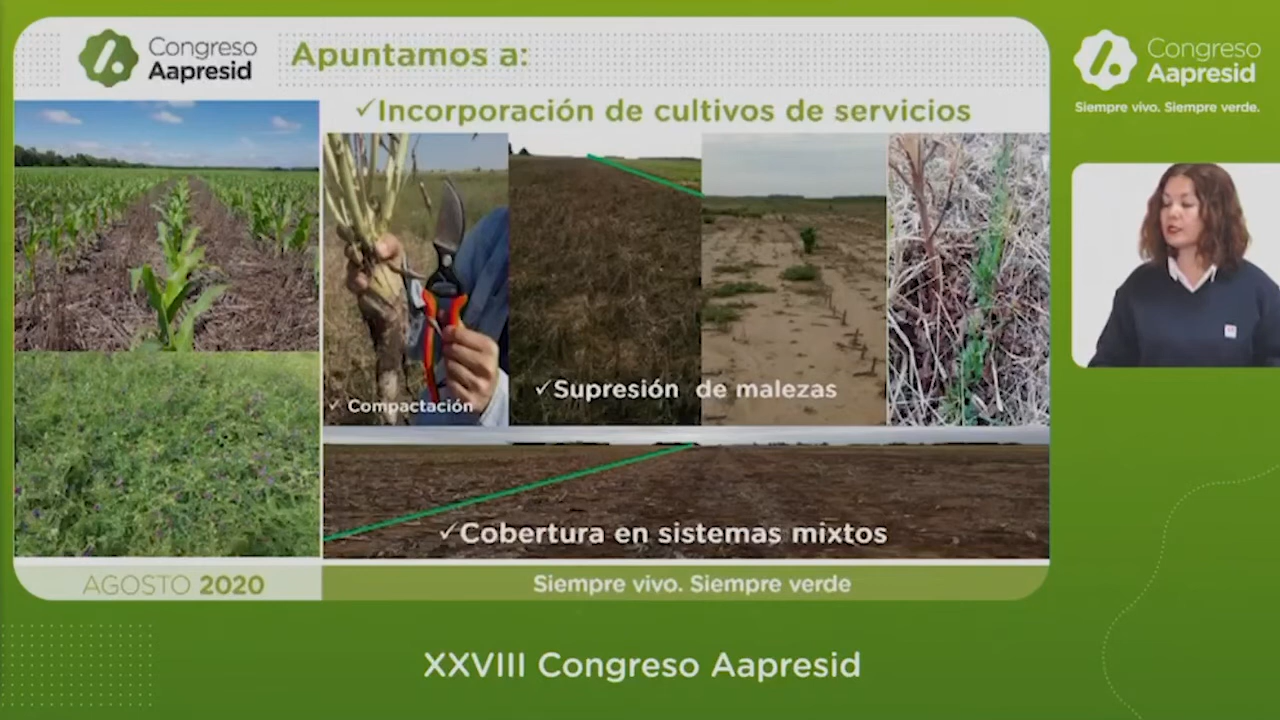 Congreso
Aapresid
Apuntamos a:
✓Incorporación de cultivos de servicios
✓ Compactación
✓Supresión de malezas
✓Cobertura en sistemas mixtos
AGOSTO 2020
Siempre vivo. Siempre verde
Congreso
Aapresid
Siempre vivo. Siempre verde.
XXVIII Congreso Aapresid